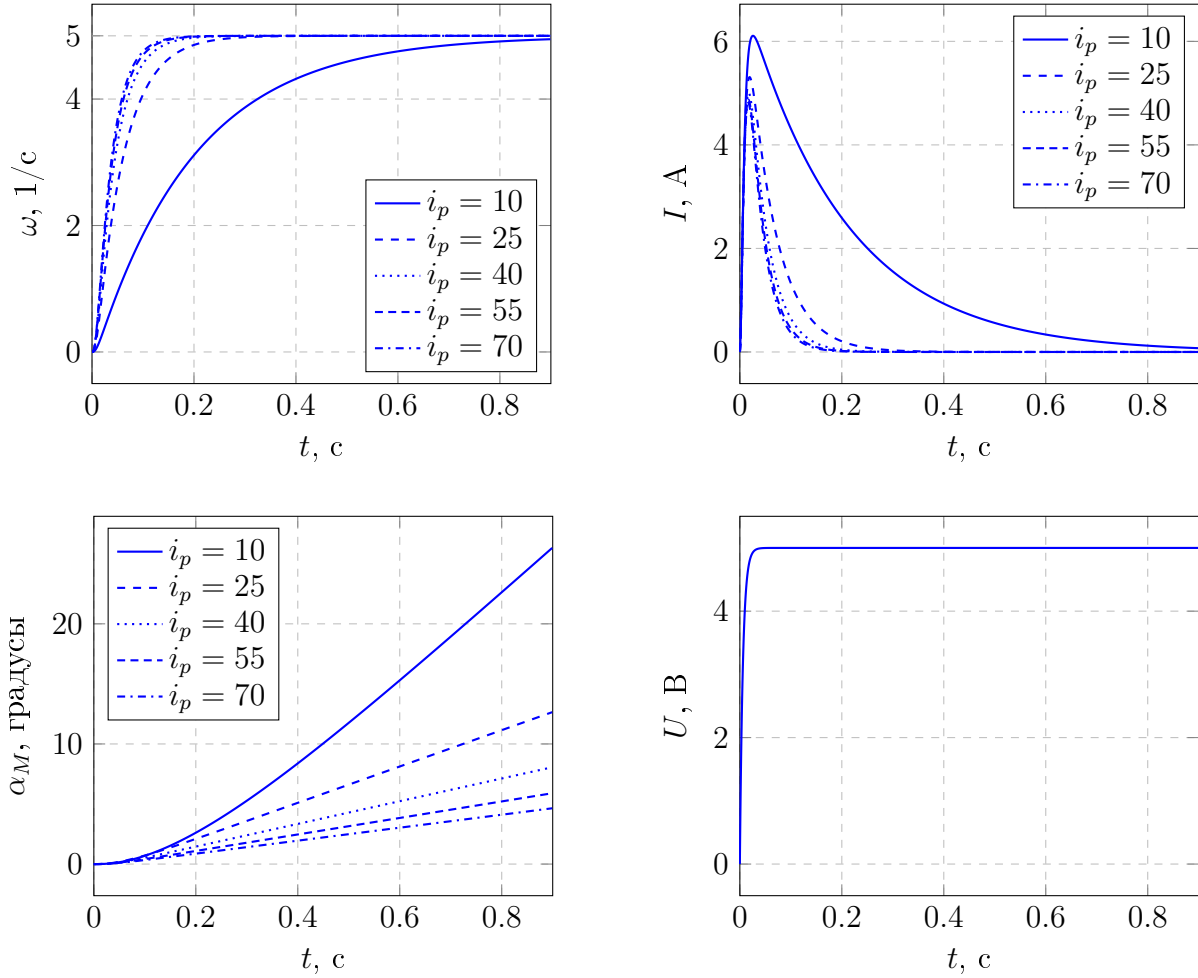 0
2
5
ω, 1/с
0 0.2 0.4 0.6 0.8
t, с
i_p = 10
i_p = 25
i_p = 40
i_p = 55
i_p = 70
6
4
2
0
I, А
0 0.2 0.4 0.6 0.8
t, с
i_p = 10
i_p = 25
i_p = 40
i_p = 55
i_p = 70
20
10
0
α_M, градусы
0 0.2 0.4 0.6 0.8
t, с
i_p = 10
i_p = 25
i_p = 40
i_p = 55
i_p = 70
4
2
0
U, В
0 0.2 0.4 0.6 0.8
t, с